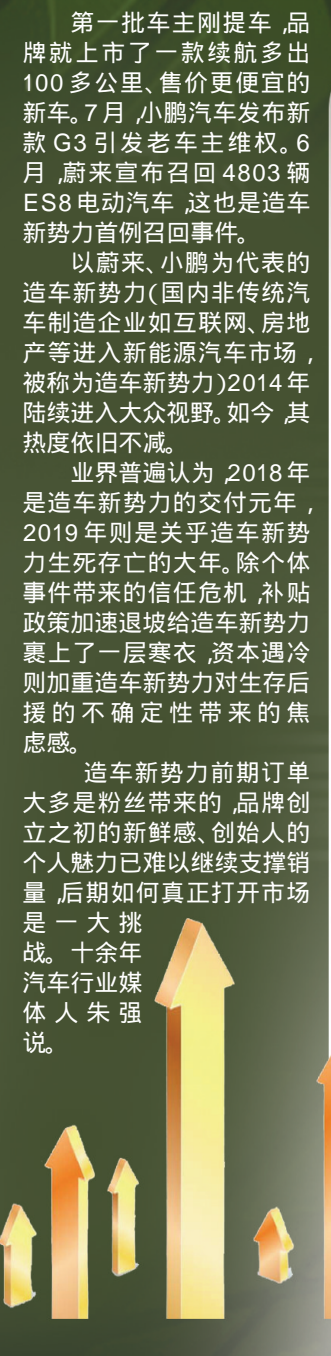 第一批车主刚提车,品
牌就上市了一款续航多出
100多公里、售价更便宜的
新车。7月,小鹏汽车发布新
款G3引发老车主维权。6
月,蔚来宣布召回4803辆
ES8电动汽车,这也是造车
新势力首例召回事件。
以蔚来、小鹏为代表的
造车新势力(国内非传统汽
车制造企业如互联网、房地
产等进入新能源汽车市场,
被称为造车新势力)2014年
陆续进入大众视野。如今,其
热度依旧不减。
业界普遍认为,2018年
是造车新势力的交付元年,
2019年则是关乎造车新势
力生死存亡的大年。除个体
事件带来的信任危机,补贴
政策加速退坡给造车新势力
裹上了一层寒衣,资本遇冷
则加重造车新势力对生存后
援的不确定性带来的焦
虑感。
造车新势力前期订单
大多是粉丝带来的,品牌创
立之初的新鲜感、创始人的
个人魅力已难以继续支撑销
量,后期如何真正打开市场
是一大挑
战。十余年
汽车行业媒
体人朱强
说。